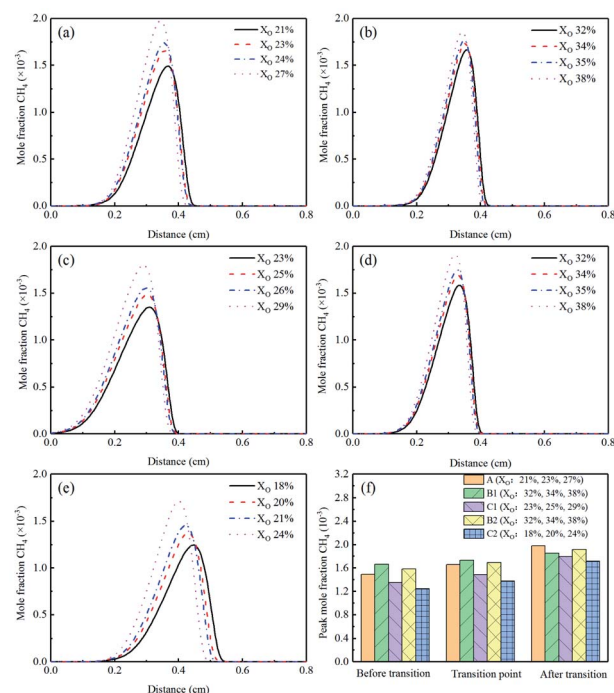 (a)
X_O 21%
X_O 23%
X_O 24%
X_O 27%
Mole fraction CH₄ (×10⁻³)
2.0
1.5
1.0
0.5
0.0
0.0 0.2 0.4 0.6 0.8
Distance (cm)
(b)
X_O 32%
X_O 34%
X_O 35%
X_O 38%
Mole fraction CH₄ (×10⁻³)
2.0
1.5
1.0
0.5
0.0
0.0 0.2 0.4 0.6 0.8
Distance (cm)
(c)
X_O 23%
X_O 25%
X_O 26%
X_O 29%
Mole fraction CH₄ (×10⁻³)
2.0
1.5
1.0
0.5
0.0
0.0 0.2 0.4 0.6 0.8
Distance (cm)
(d)
X_O 32%
X_O 34%
X_O 35%
X_O 38%
Mole fraction CH₄ (×10⁻³)
2.0
1.5
1.0
0.5
0.0
0.0 0.2 0.4 0.6 0.8
Distance (cm)
(e)
X_O 18%
X_O 20%
X_O 21%
X_O 24%
Mole fraction CH₄ (×10⁻³)
2.0
1.5
1.0
0.5
0.0
0.0 0.2 0.4 0.6 0.8
Distance (cm)
(f)
A (X_O: 21%, 23%, 27%)
B1 (X_O: 32%, 34%, 38%)
C1 (X_O: 23%, 25%, 29%)
B2 (X_O: 32%, 34%, 38%)
C2 (X_O: 18%, 20%, 24%)
Peak mole fraction CH₄ (10⁻³)
3.2
3.0
2.4
1.8
1.2
0.6
0.0
Before transition Transition point After transition